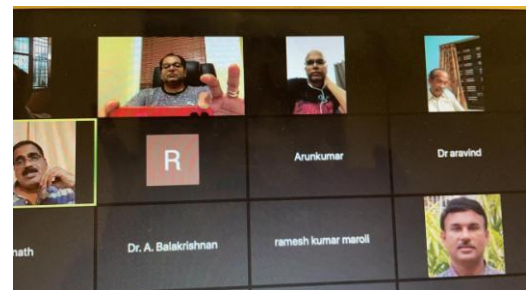 R
Arunkumar
Dr aravind
nath
Dr. A. Balakrishnan
ramesh kumar maroli